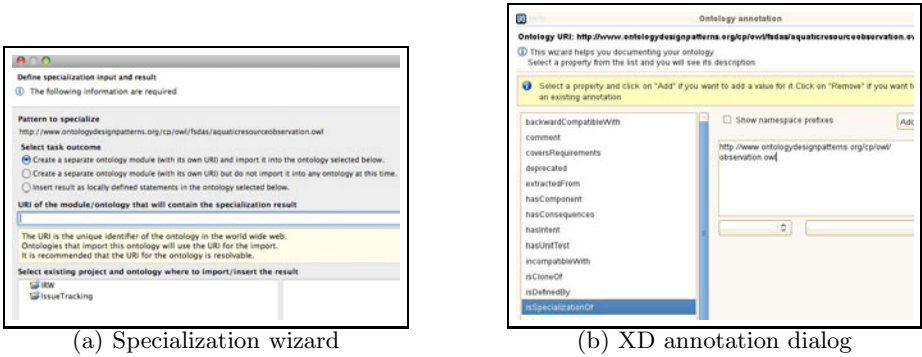 Define specialization input and result
The following information are required
Pattern to specialize
http://www.ontologydesignpatterns.org/cp/owl/fsdas/aquaticresourceobservation.owl
Select task outcome
Create a separate ontology module (with its own URI) and import it into the ontology selected below.
Create a separate ontology module (with its own URI) but do not import it into any ontology at this time.
Insert result as locally defined statements in the ontology selected below.
URI of the module/ontology that will contain the specialization result
The URI is the unique identifier of the ontology in the world wide web.
Ontologies that import this ontology will use the URI for the import.
It is recommended that the URI for the ontology is resolvable.
Select existing project and ontology where to import/insert the result
IRW
IssueTracking
(a) Specialization wizard
Ontology annotation
Ontology URI: http://www.ontologydesignpatterns.org/cp/owl/fsdas/aquaticresourceobservation.ow
This wizard helps you documenting your ontology.
Select a property from the list and you will see its description.
Select a property and click on "Add" if you want to add a value for it.Click on "Remove" if you want t
an existing annotation
backwardCompatibleWith
comment
coversRequirements
deprecated
extractedFrom
hasComponent
hasConsequences
hasIntent
hasUnitTest
incompatibleWith
isCloneOf
isDefinedBy
isSpecializationOf
Show namespace prefixes
Add
http://www.ontologydesignpatterns.org/cp/owl/
observation.owl
(b) XD annotation dialog